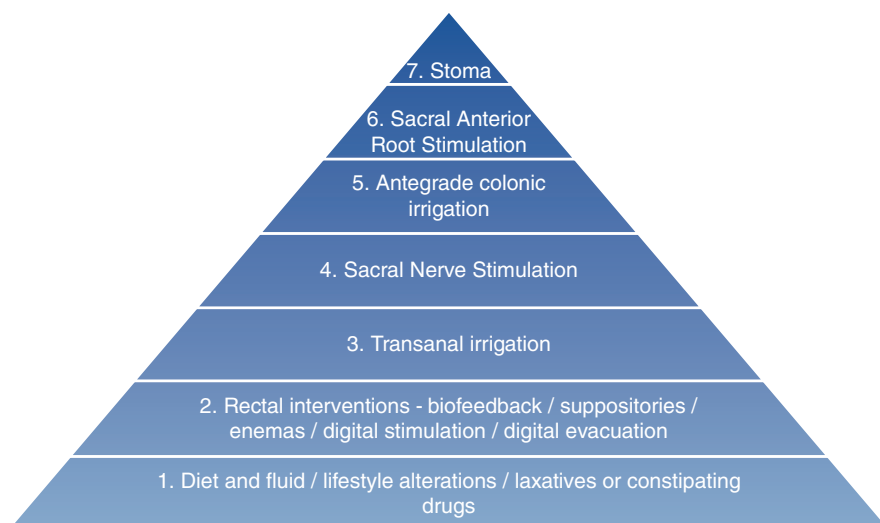 7. Stoma
6. Sacral Anterior
Root Stimulation
5. Antegrade colonic
irrigation
4. Sacral Nerve Stimulation
3. Transanal irrigation
2. Rectal interventions - biofeedback / suppositories /
enemas / digital stimulation / digital evacuation
1. Diet and fluid / lifestyle alterations / laxatives or constipating
drugs